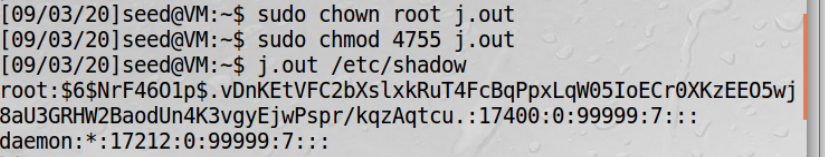 [09/03/20]seed@VM:~$ sudo chown root j.out
[09/03/20]seed@VM:~$ sudo chmod 4755 j.out
[09/03/20]seed@VM:~$ j.out /etc/shadow
root:$6$NrF46O1p$.vDnKEtVFC2bXslxkRuT4FcBqPpxLqW05IoECr0XKzEEO5wj
8aU3GRHW2BaodUn4K3vgyEjwPspr/kqzAqtcu.:17400:0:99999:7:::
daemon:*:17212:0:99999:7:::